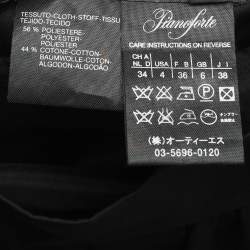 TESSUTO-CLOTH-STOFF-TISSU
TEJIDO-TECIDO
56 % POLIESTERE
POLYESTER
POLYESTER
44 % COTONE-COTTON-
BAUMWOLLE-COTON
ALGODON-ALGODÃO
Pianoforte
CARE INSTRUCTIONS ON REVERSE
CH A
NL D USA F B GB J I
34 4 36 6 38
(株)オーティーエス
03-5696-0120